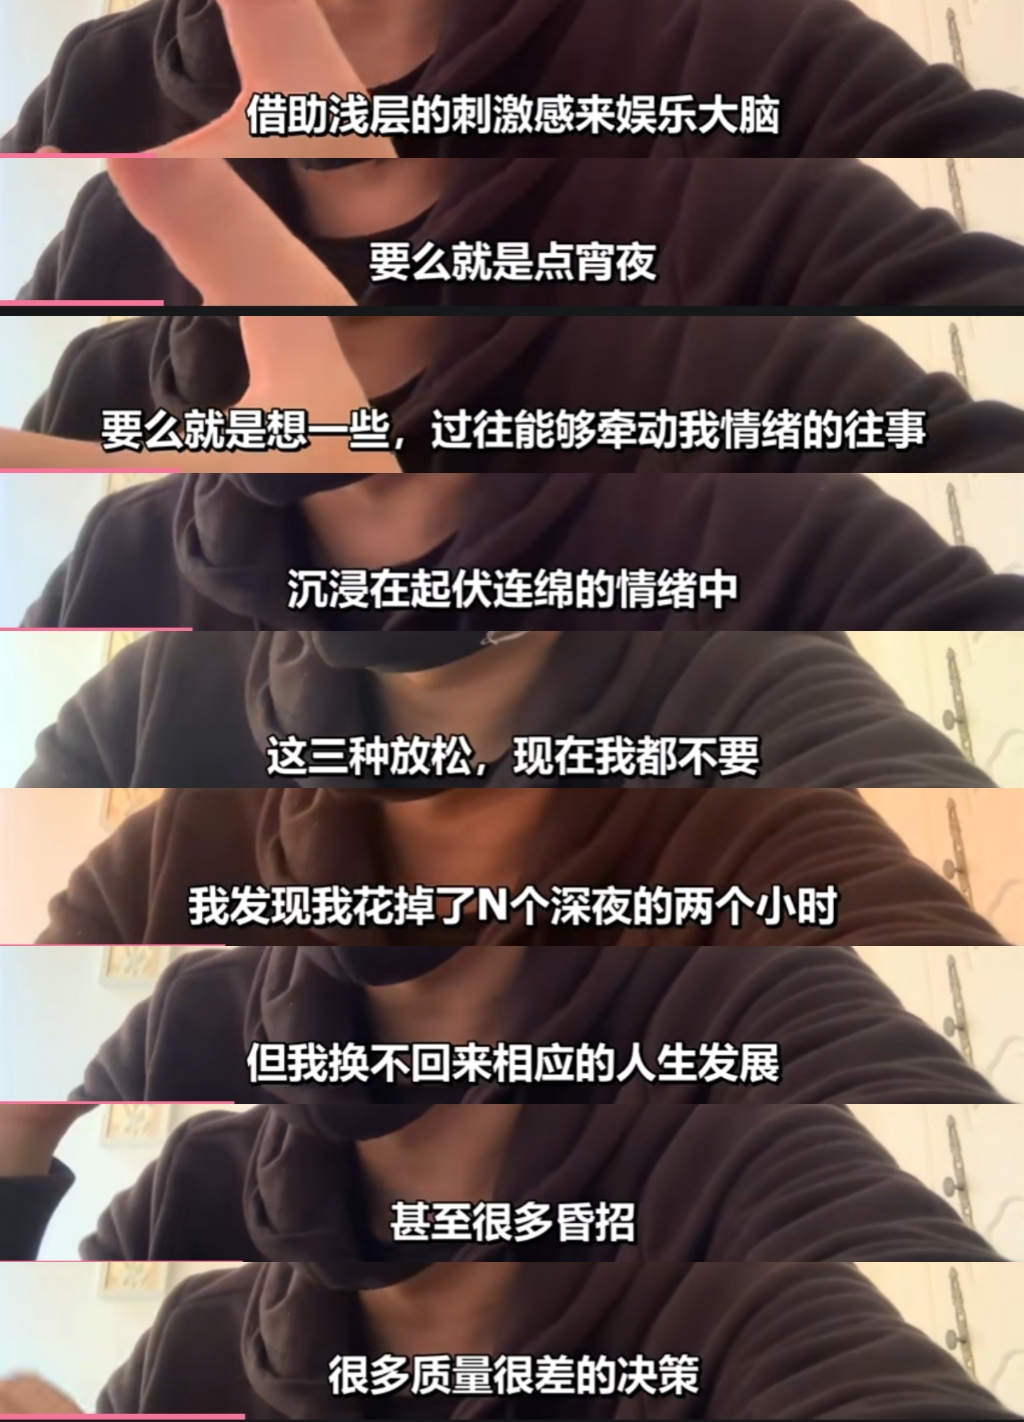 借助浅层的刺激感来娱乐大脑
要么就是点宵夜
要么就是想一些，过往能够牵动我情绪的往事
沉浸在起伏连绵的情绪中
这三种放松，现在我都不要
我发现我花掉了N个深夜的两个小时
但我换不回来相应的人生发展
甚至很多昏招
很多质量很差的决策